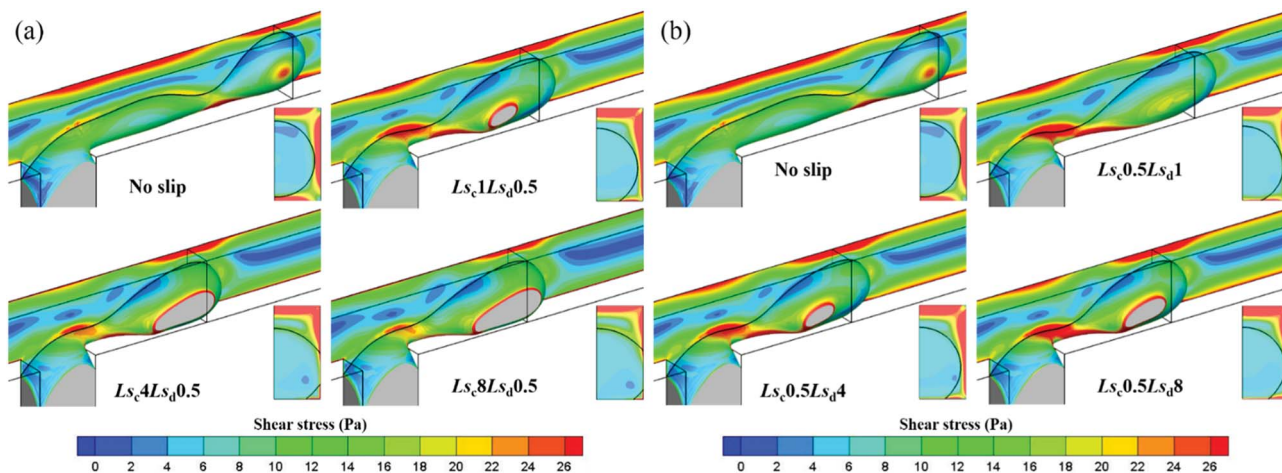 (a)
No slip
Lsc1Lsd0.5
Lsc4Lsd0.5
Lsc8Lsd0.5
Shear stress (Pa)
0 2 4 6 8 10 12 14 16 18 20 22 24 26
(b)
No slip
Lsc0.5Lsd1
Lsc0.5Lsd4
Lsc0.5Lsd8
Shear stress (Pa)
0 2 4 6 8 10 12 14 16 18 20 22 24 26